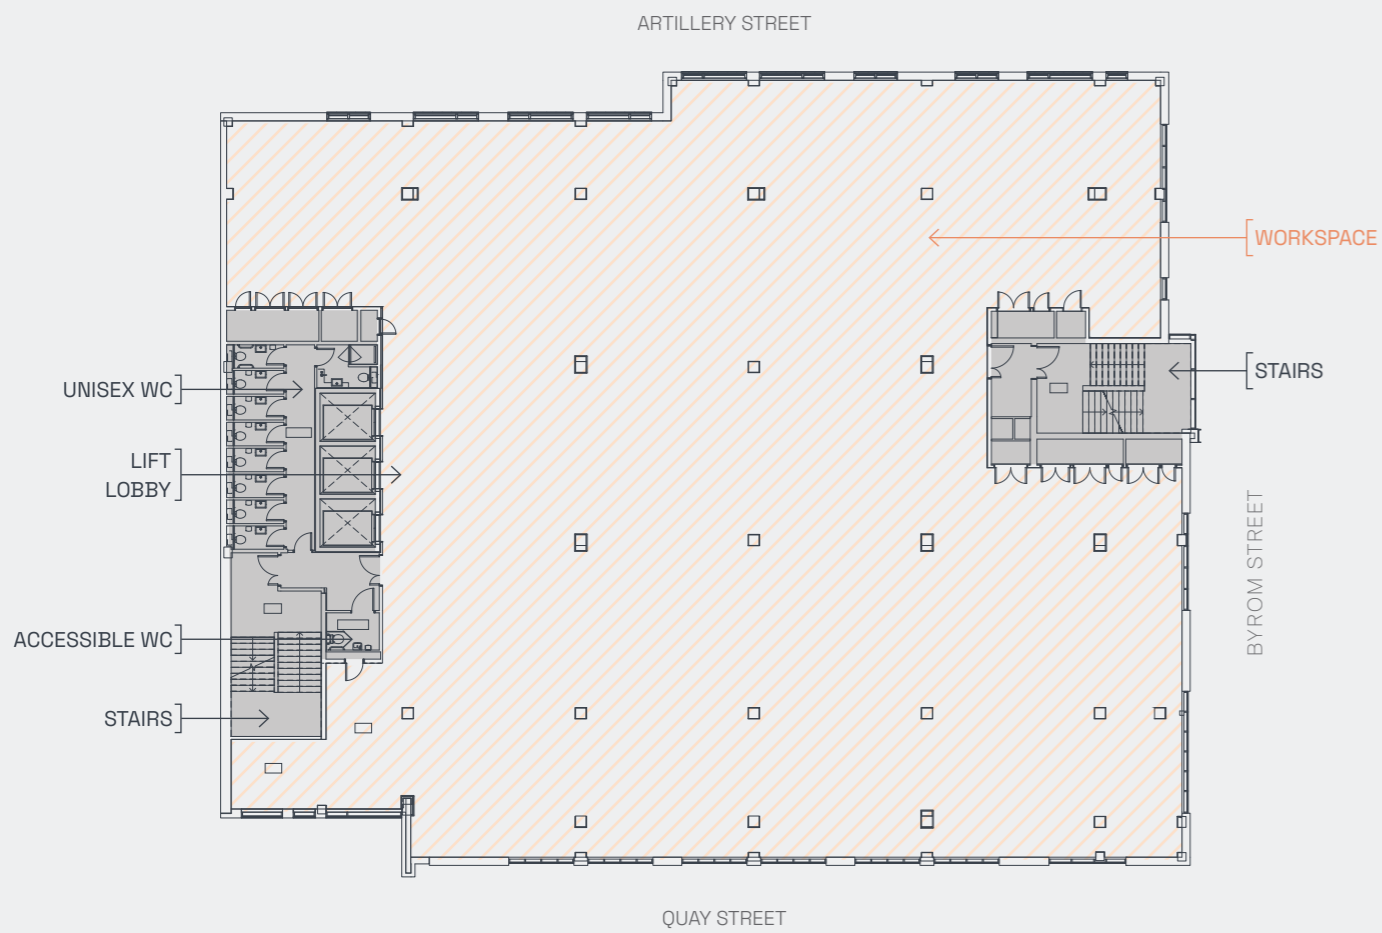 ARTILLERY STREET
WORKSPACE
STAIRS
UNISEX WC
LIFT
LOBBY
BYROM STREET
ACCESSIBLE WC
STAIRS
QUAY STREET